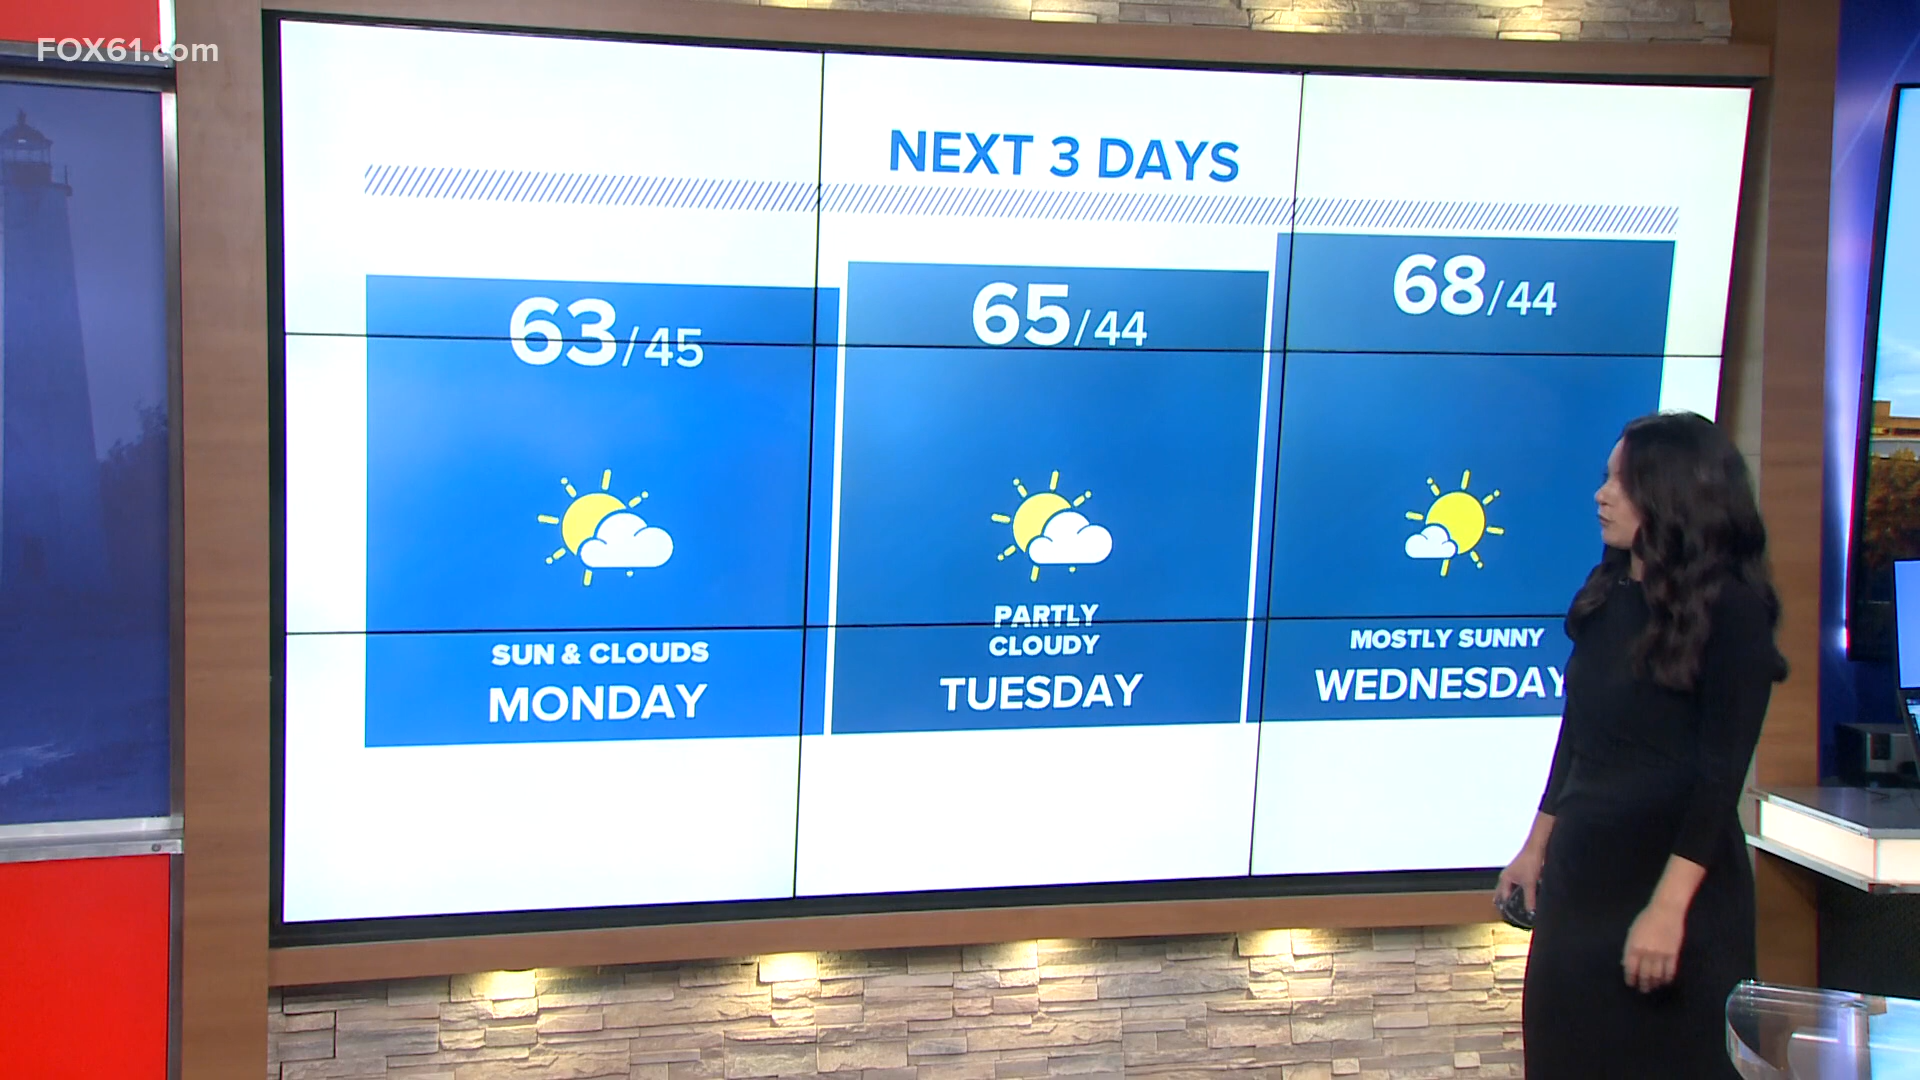 FOX61.com
NEXT 3 DAYS
63/45
SUN & CLOUDS
MONDAY
65/44
PARTLY
CLOUDY
TUESDAY
68/44
MOSTLY SUNNY
WEDNESDAY